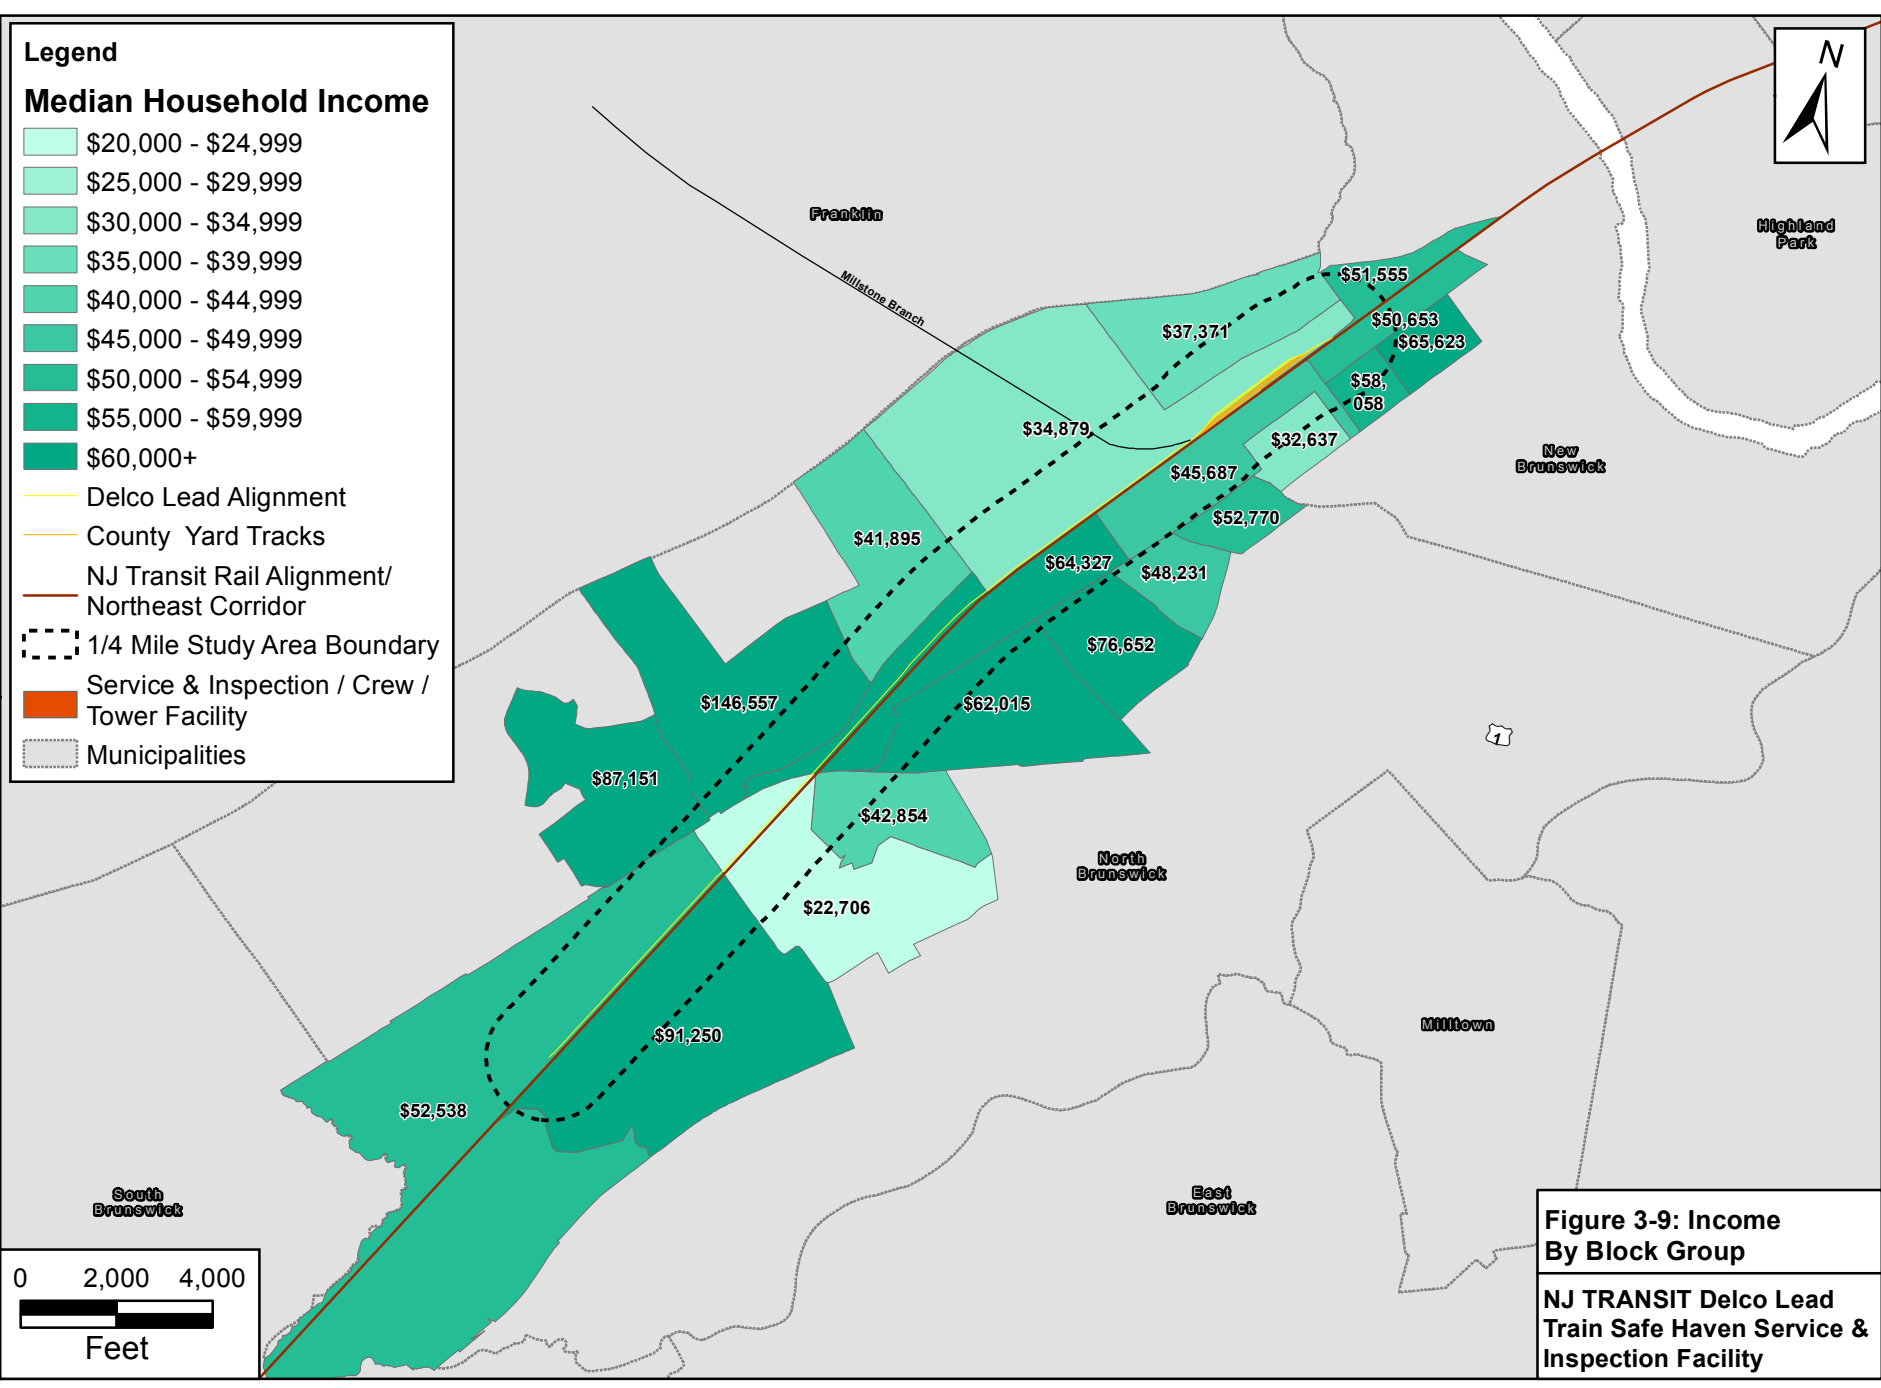 Legend
Median Household Income
$20,000 - $24,999
$25,000 - $29,999
$30,000 - $34,999
$35,000 - $39,999
$40,000 - $44,999
$45,000 - $49,999
$50,000 - $54,999
$55,000 - $59,999
$60,000+
Delco Lead Alignment
County Yard Tracks
NJ Transit Rail Alignment/
Northeast Corridor
1/4 Mile Study Area Boundary
Service & Inspection / Crew /
Tower Facility
Municipalities
N
Franklin
Highland
Park
Millstone Branch
$51,555
$37,371
$50,653
$65,623
$58,
058
$34,879
$32,637
New
Brunswick
$45,687
$52,770
$41,895
$64,327
$48,231
$76,652
$146,557
$62,015
1
$87,151
$42,854
North
Brunswick
$22,706
Milltown
$91,250
$52,538
South
Brunswick
East
Brunswick
0 2,000 4,000
Feet
Figure 3-9: Income
By Block Group
NJ TRANSIT Delco Lead
Train Safe Haven Service &
Inspection Facility